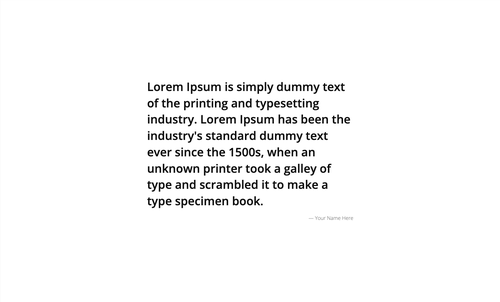 Lorem Ipsum is simply dummy text
of the printing and typesetting
industry. Lorem Ipsum has been the
industry's standard dummy text
ever since the 1500s, when an
unknown printer took a galley of
type and scrambled it to make a
type specimen book.
— Your Name Here